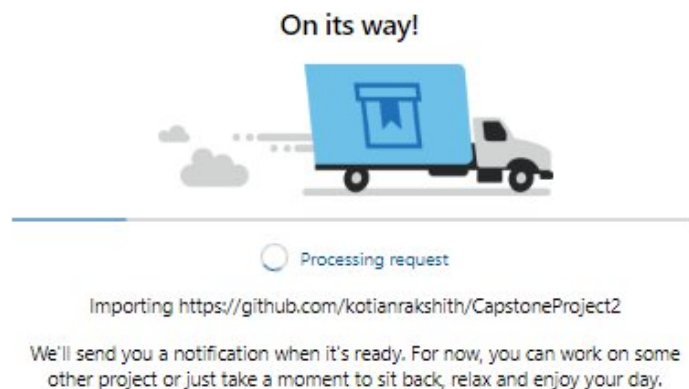 On its way!
Processing request
Importing https://github.com/kotianrakshith/CapstoneProject2
We'll send you a notification when it's ready. For now, you can work on some
other project or just take a moment to sit back, relax and enjoy your day.